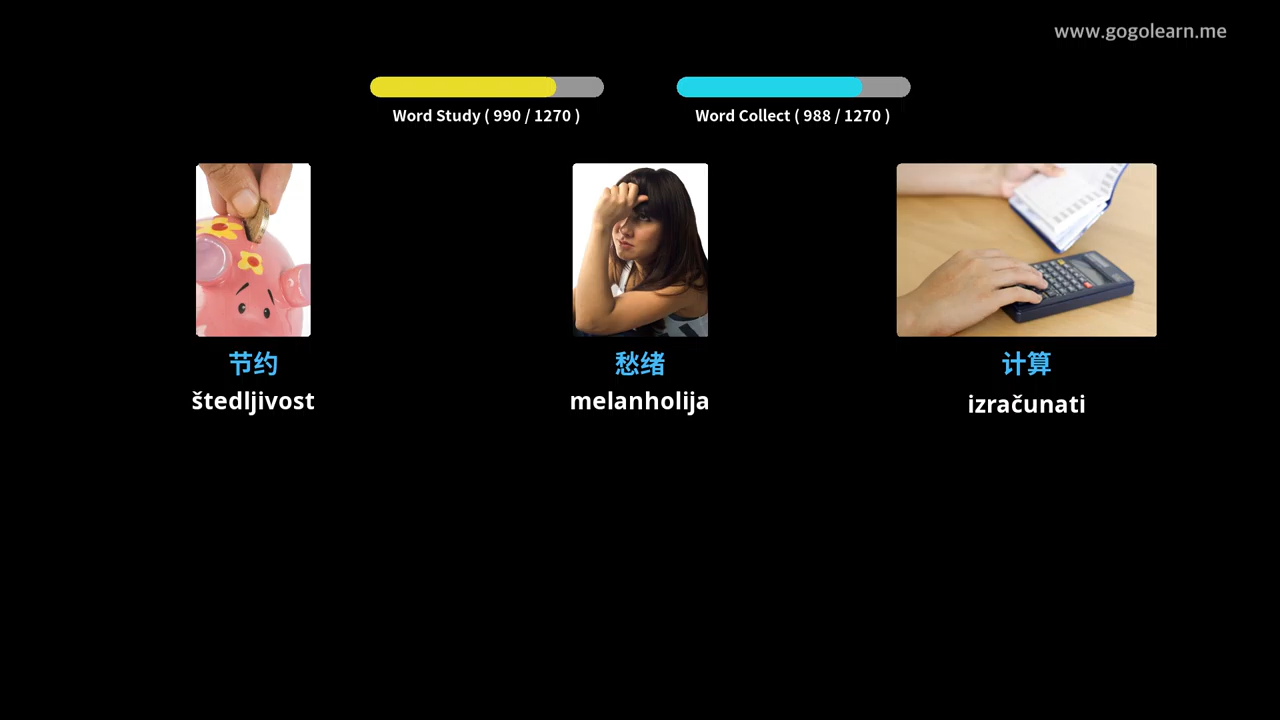 www.gogolearn.me
Word Study ( 990 / 1270 )
Word Collect ( 988 / 1270 )
节约
štedljivost
愁绪
melanholija
计算
izračunati